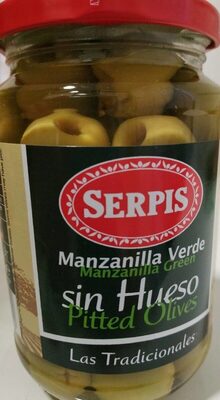 SERPIS
Manzanilla Verde
Manzanilla Green
sin Hueso
Pitted Olives
Las Tradicionales